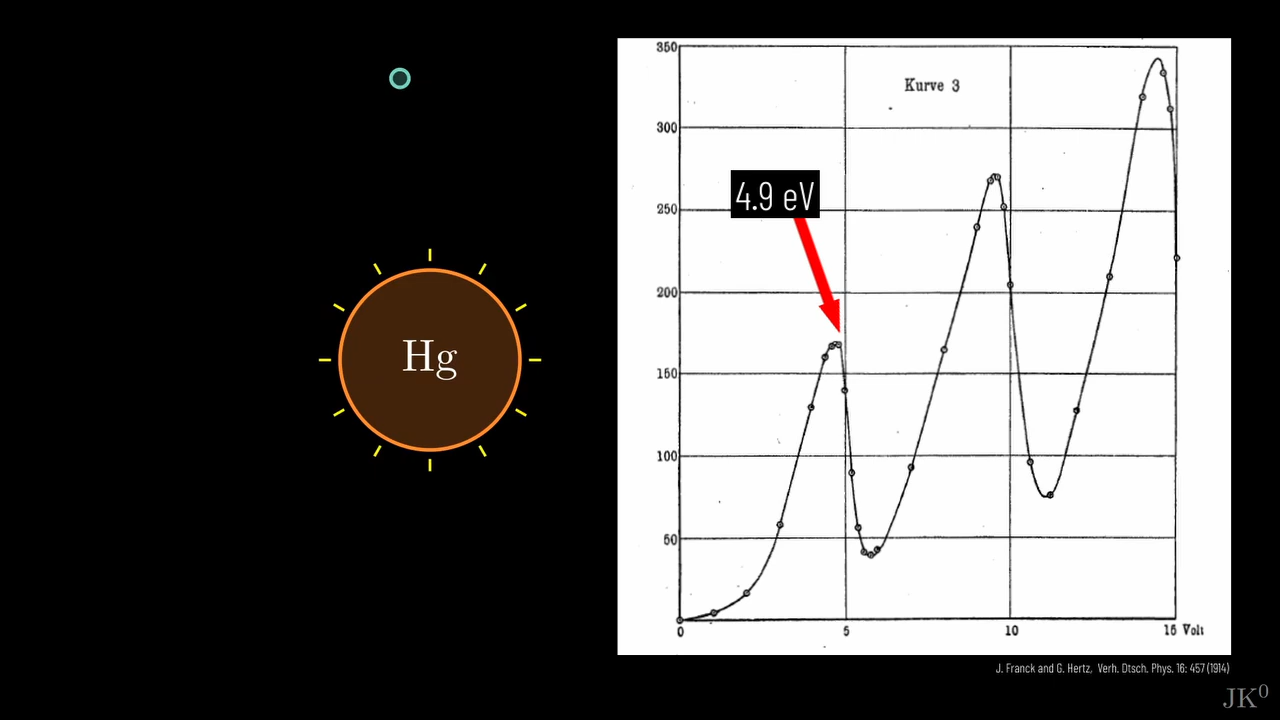 350
Kurve 3
300
4.9 eV
250
200
Hg
150
100
50
0 5 10 15 Volt
J. Franck and G. Hertz, Verh. Dtsch. Phys. 16: 457 (1914)
JK⁰